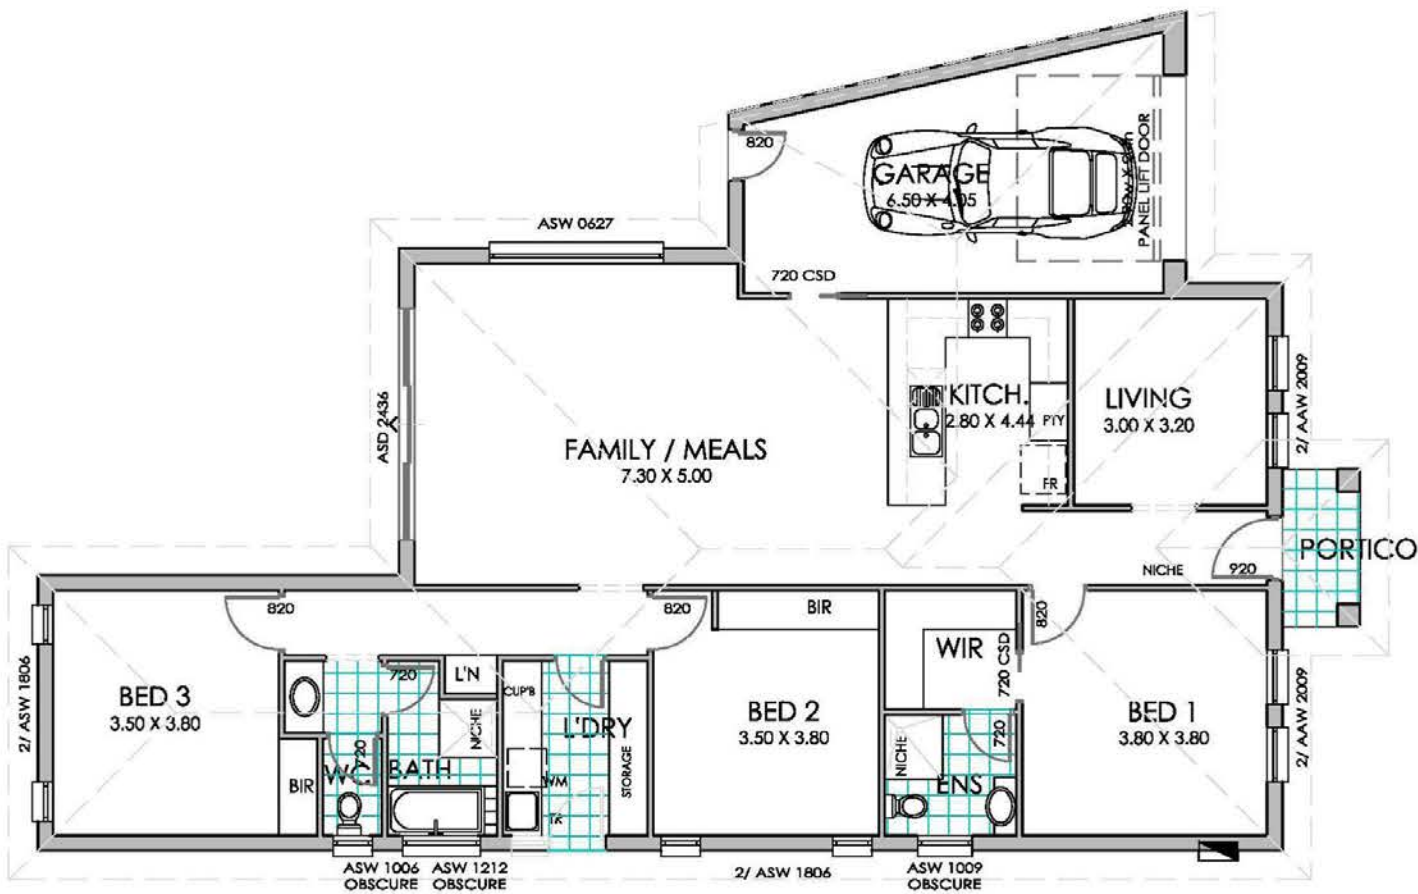 820
GARAGE
6.50 X 4.05
PANEL LIFT DOOR
ASW 0627
720 CSD
ASD 2436
FAMILY / MEALS
7.30 X 5.00
KITCH.
2.80 X 4.44
PTY
FR
LIVING
3.00 X 3.20
2/ AAW 2009
PORTICO
NICHE
920
820
820
BIR
820
2/ ASW 1806
BED 3
3.50 X 3.80
BIR
720
L'N
CUP'B
NICHE
720
WC
BATH
L'DRY
WM
TR
STORAGE
BED 2
3.50 X 3.80
WIR
720 CSD
NICHE
720
ENS
BED 1
3.80 X 3.80
2/ AAW 2009
ASW 1006
OBSCURE
ASW 1212
OBSCURE
2/ ASW 1806
ASW 1009
OBSCURE